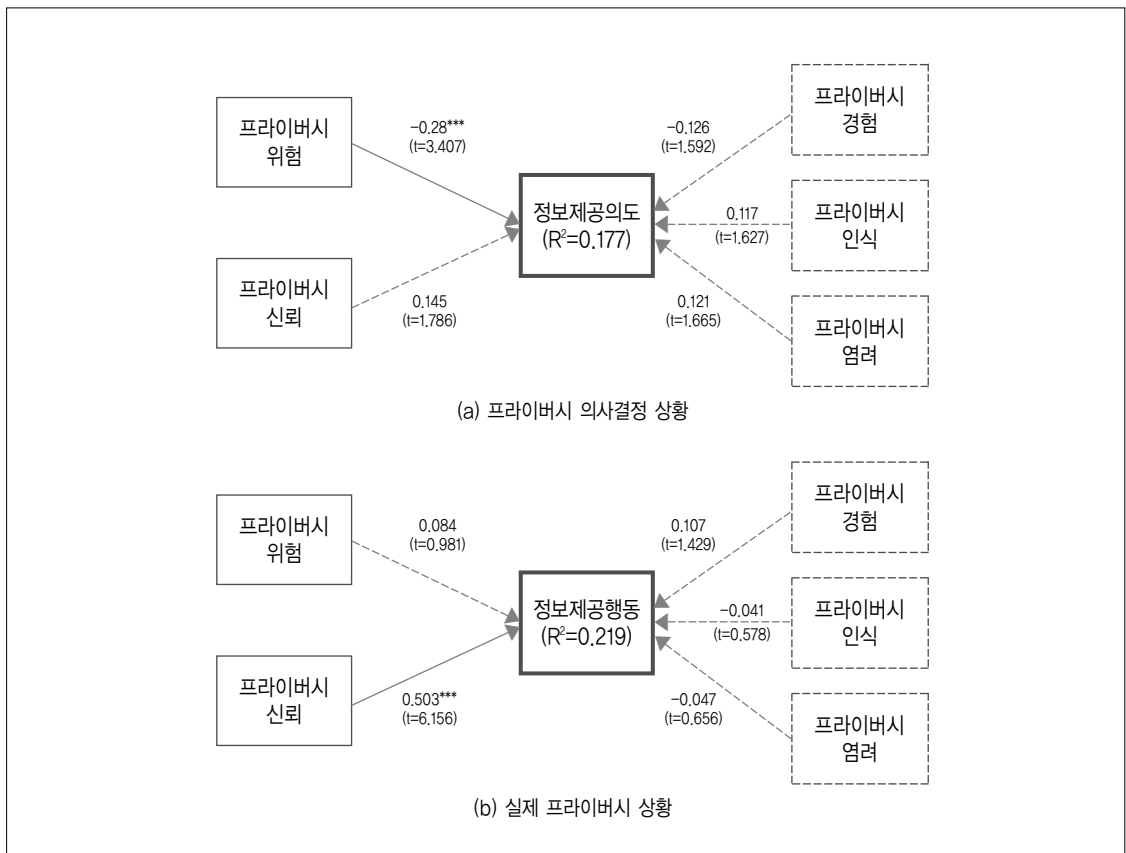 프라이버시
위험
-0.28***
(t=3.407)
프라이버시
신뢰
0.145
(t=1.786)
정보제공의도
(R²=0.177)
-0.126
(t=1.592)
프라이버시
경험
0.117
(t=1.627)
프라이버시
인식
0.121
(t=1.665)
프라이버시
염려
(a) 프라이버시 의사결정 상황
프라이버시
위험
0.084
(t=0.981)
프라이버시
신뢰
0.503***
(t=6.156)
정보제공행동
(R²=0.219)
0.107
(t=1.429)
프라이버시
경험
-0.041
(t=0.578)
프라이버시
인식
-0.047
(t=0.656)
프라이버시
염려
(b) 실제 프라이버시 상황